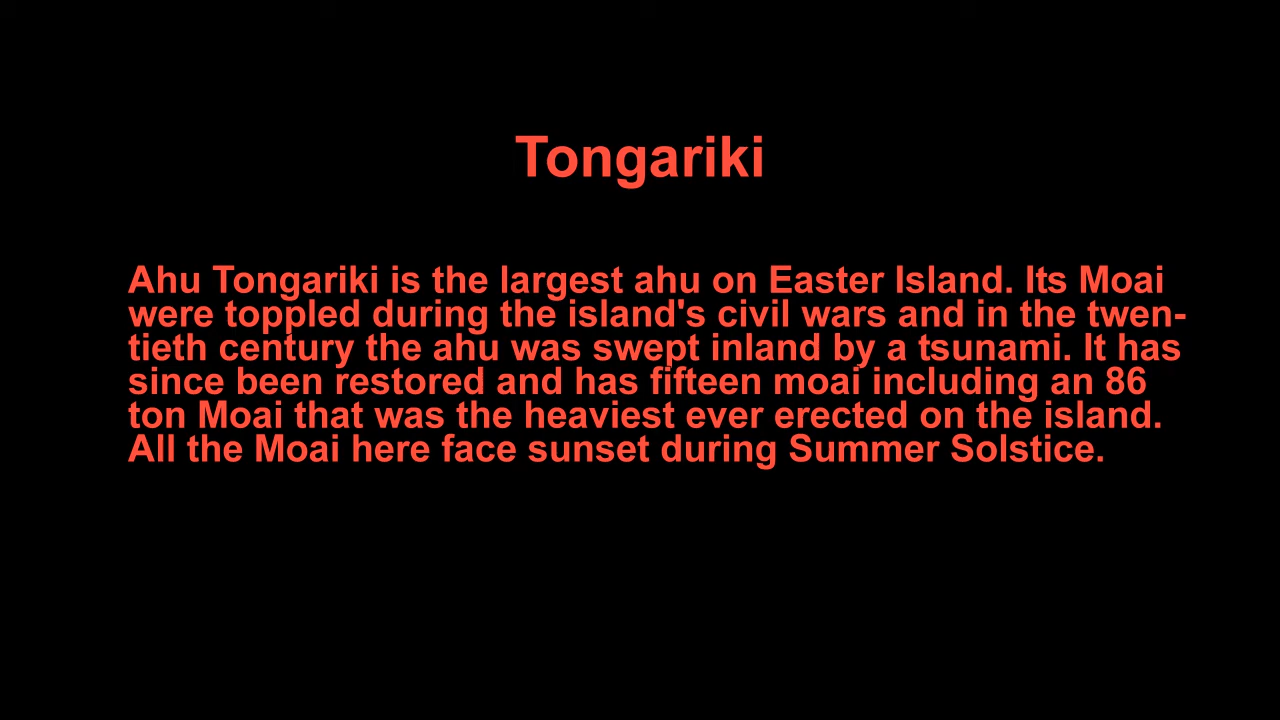 Tongariki
Ahu Tongariki is the largest ahu on Easter Island. Its Moai
were toppled during the island's civil wars and in the twen-
tieth century the ahu was swept inland by a tsunami. It has
since been restored and has fifteen moai including an 86
ton Moai that was the heaviest ever erected on the island.
All the Moai here face sunset during Summer Solstice.